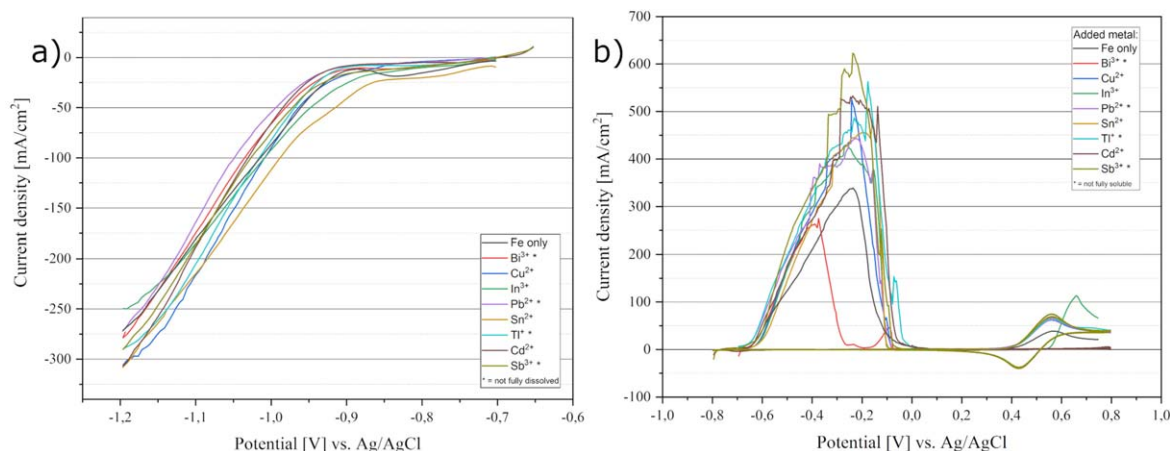 a)
0
-50
-100
-150
-200
-250
-300
Current density [mA/cm²]
-1,2
-1,1
-1,0
-0,9
-0,8
-0,7
-0,6
Potential [V] vs. Ag/AgCl
Fe only
Bi³⁺ *
Cu²⁺
In³⁺
Pb²⁺ *
Sn²⁺
Tl⁺ *
Cd²⁺
Sb³⁺ *
* = not fully dissolved
b)
700
600
500
400
300
200
100
0
-100
Current density [mA/cm²]
-1,0
-0,8
-0,6
-0,4
-0,2
0,0
0,2
0,4
0,6
0,8
1,0
Potential [V] vs. Ag/AgCl
Added metal:
Fe only
Bi³⁺ *
Cu²⁺
In³⁺
Pb²⁺ *
Sn²⁺
Tl⁺ *
Cd²⁺
Sb³⁺ *
* = not fully soluble